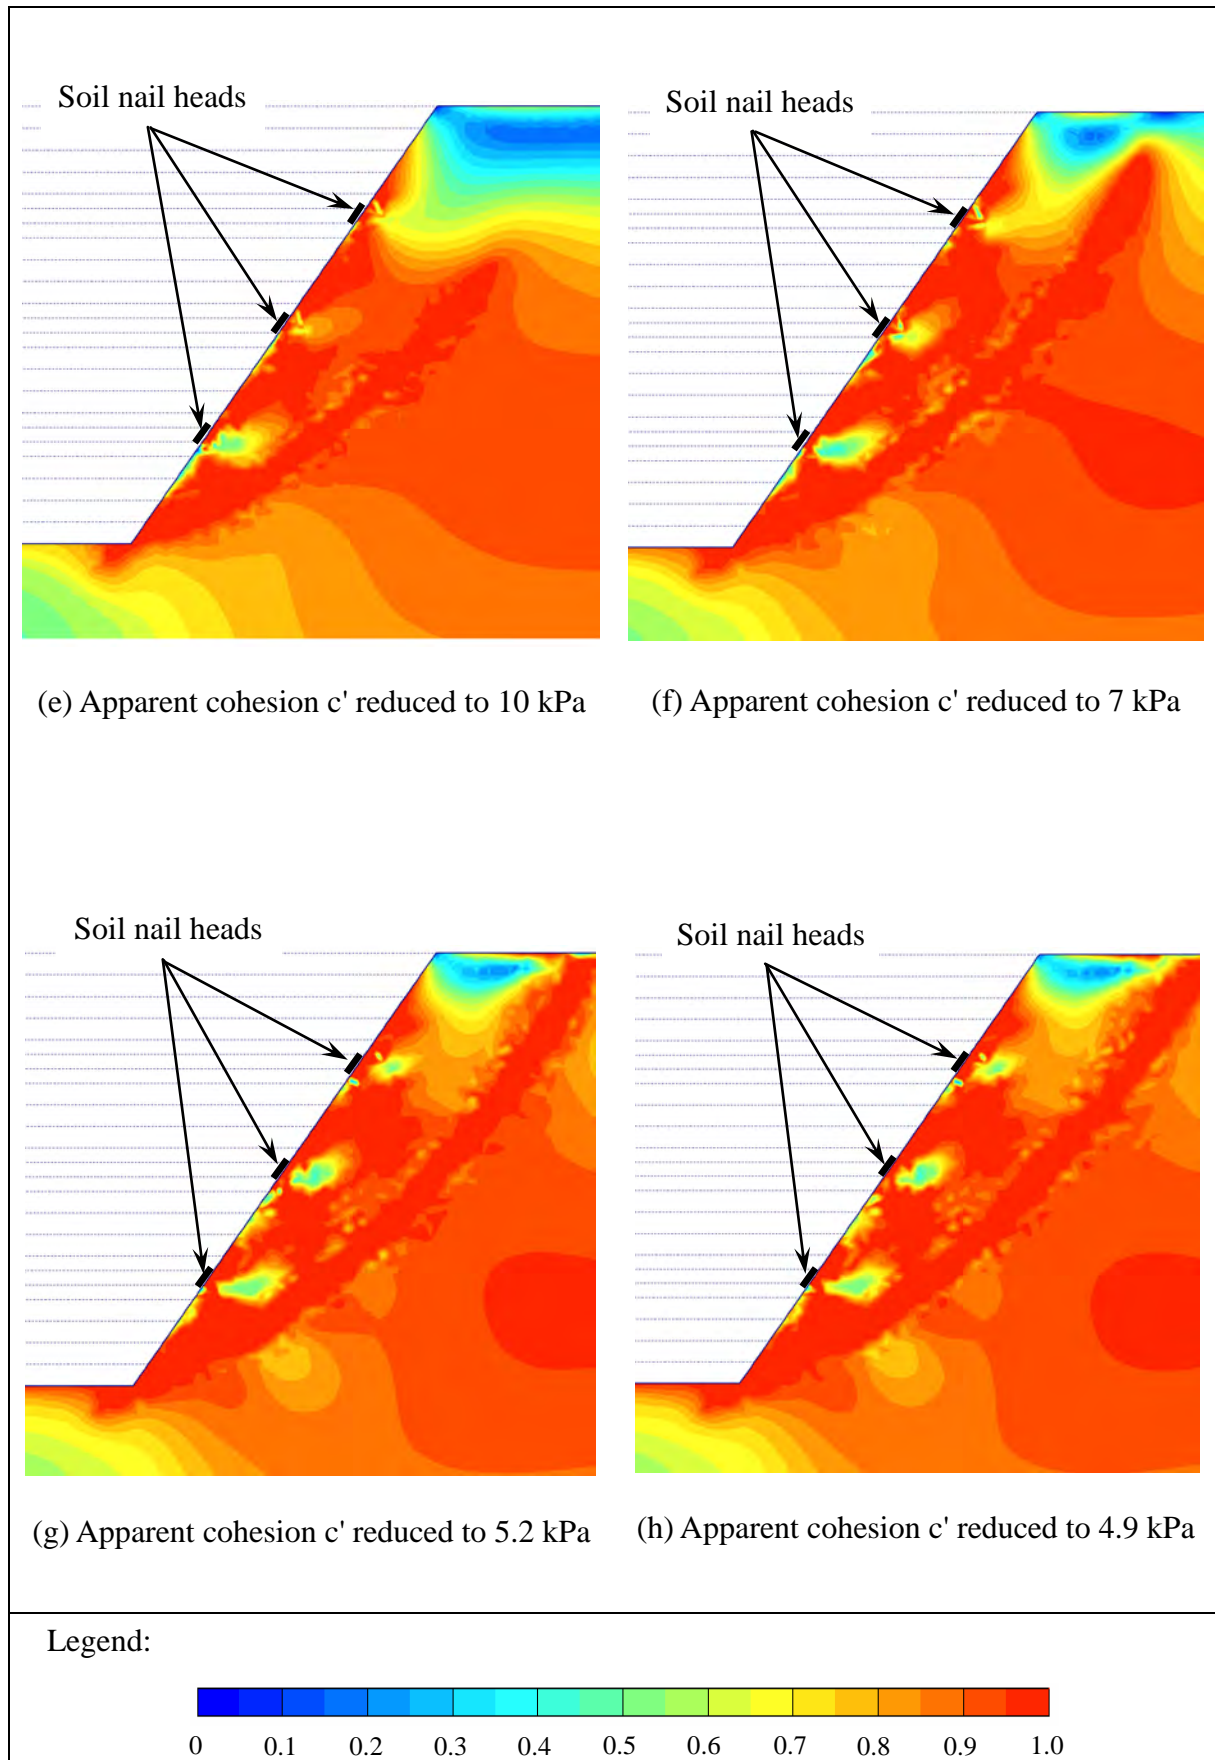 Soil nail heads
Soil nail heads
(e) Apparent cohesion c' reduced to 10 kPa
(f) Apparent cohesion c' reduced to 7 kPa
Soil nail heads
Soil nail heads
(g) Apparent cohesion c' reduced to 5.2 kPa
(h) Apparent cohesion c' reduced to 4.9 kPa
Legend:
0 0.1 0.2 0.3 0.4 0.5 0.6 0.7 0.8 0.9 1.0